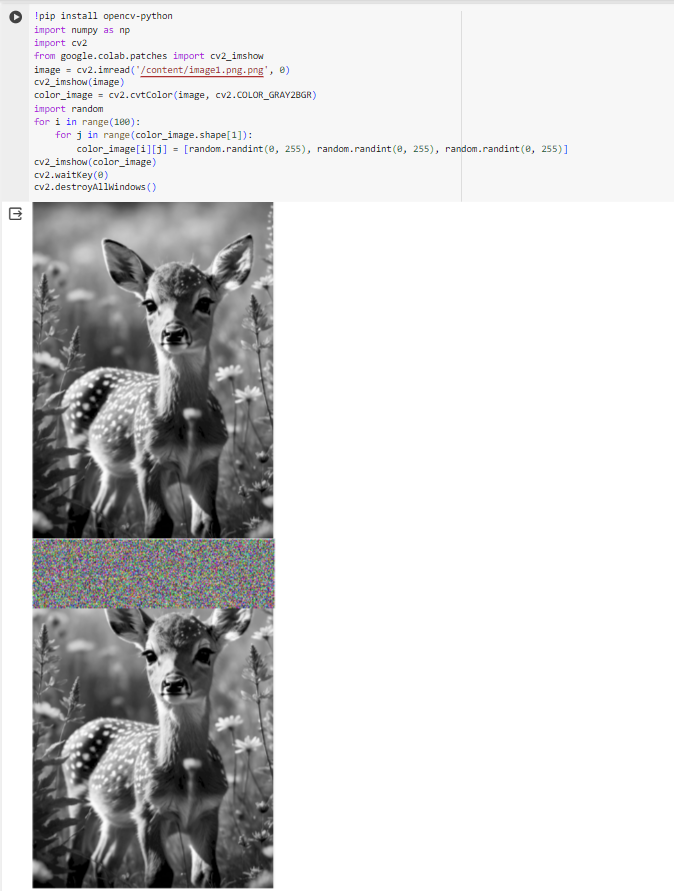 !pip install opencv-python
import numpy as np
import cv2
from google.colab.patches import cv2_imshow
image = cv2.imread('/content/image1.png.png', 0)
cv2_imshow(image)
color_image = cv2.cvtColor(image, cv2.COLOR_GRAY2BGR)
import random
for i in range(100):
    for j in range(color_image.shape[1]):
        color_image[i][j] = [random.randint(0, 255), random.randint(0, 255), random.randint(0, 255)]
cv2_imshow(color_image)
cv2.waitKey(0)
cv2.destroyAllWindows()